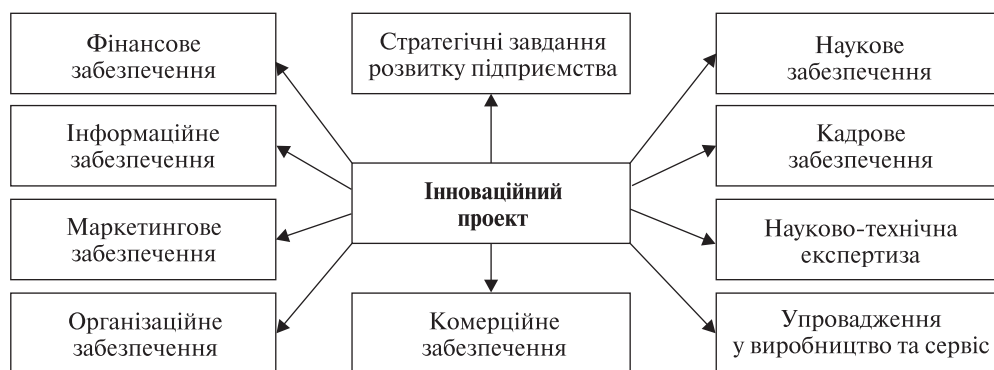 Фінансове
забезпечення
Стратегічні завдання
розвитку підприємства
Наукове
забезпечення
Інформаційне
забезпечення
Кадрове
забезпечення
Інноваційний
проект
Маркетингове
забезпечення
Науково-технічна
експертиза
Організаційне
забезпечення
Комерційне
забезпечення
Упровадження
у виробництво та сервіс